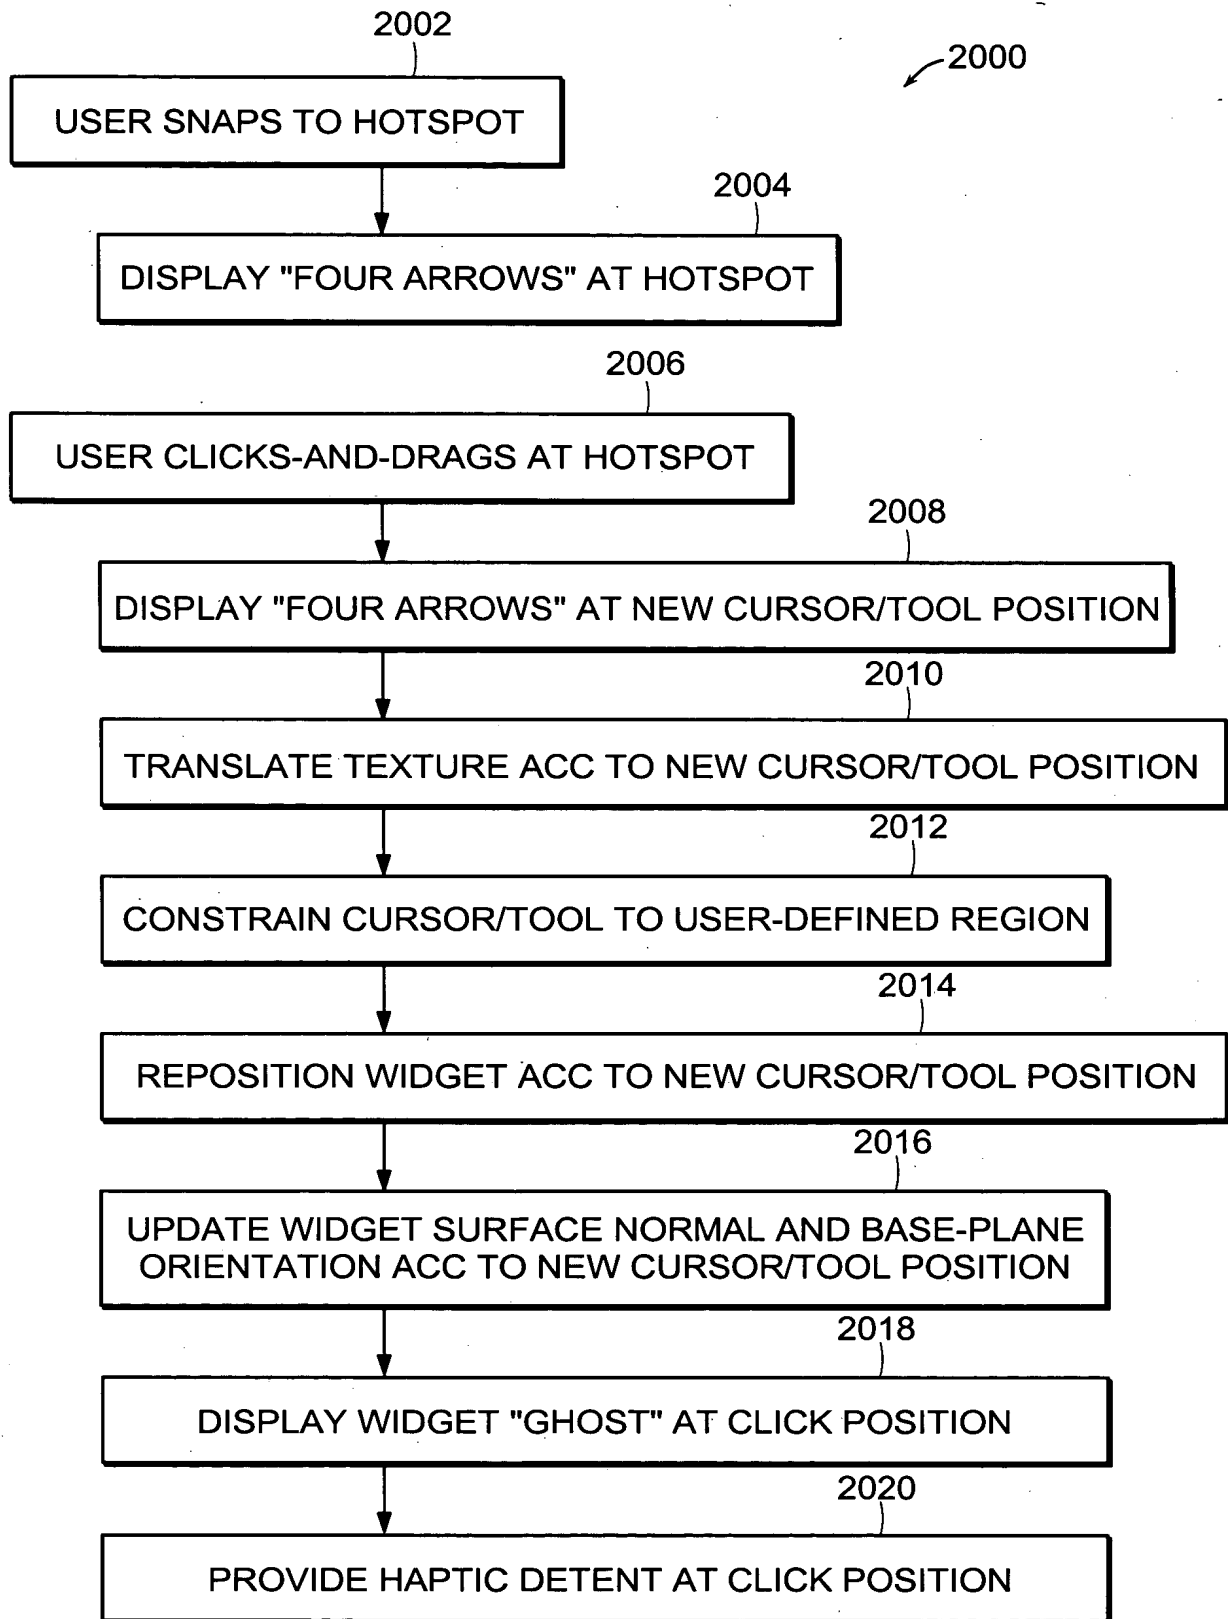 2002
2000
USER SNAPS TO HOTSPOT
2004
DISPLAY "FOUR ARROWS" AT HOTSPOT
2006
USER CLICKS-AND-DRAGS AT HOTSPOT
2008
DISPLAY "FOUR ARROWS" AT NEW CURSOR/TOOL POSITION
2010
TRANSLATE TEXTURE ACC TO NEW CURSOR/TOOL POSITION
2012
CONSTRAIN CURSOR/TOOL TO USER-DEFINED REGION
2014
REPOSITION WIDGET ACC TO NEW CURSOR/TOOL POSITION
2016
UPDATE WIDGET SURFACE NORMAL AND BASE-PLANE
ORIENTATION ACC TO NEW CURSOR/TOOL POSITION
2018
DISPLAY WIDGET "GHOST" AT CLICK POSITION
2020
PROVIDE HAPTIC DETENT AT CLICK POSITION